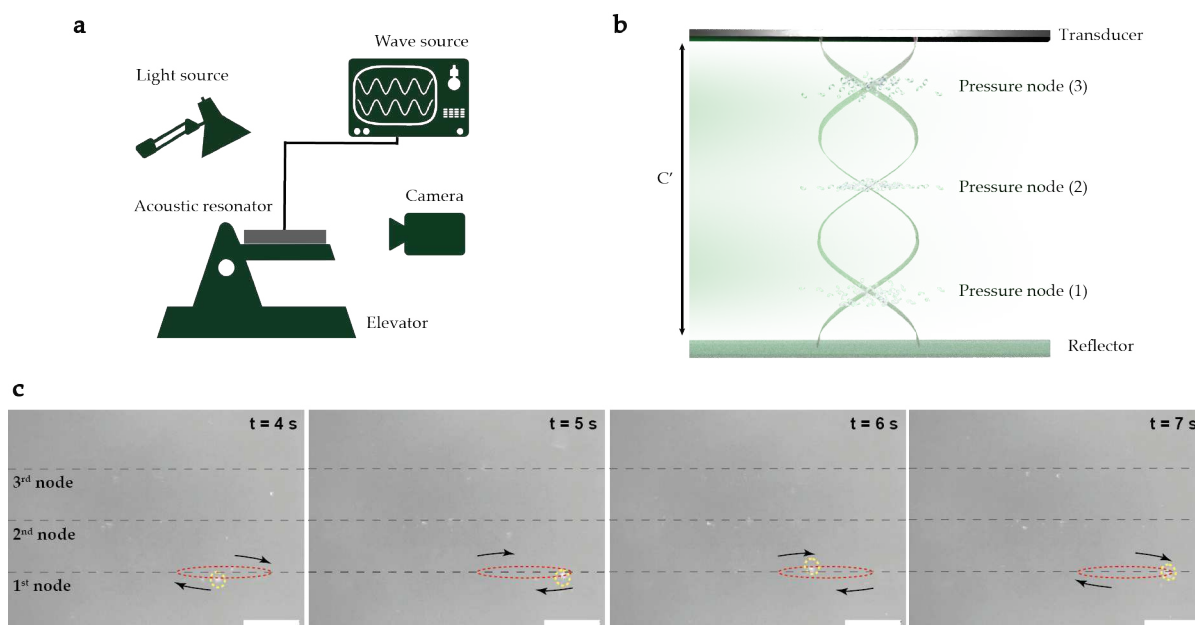 a
Wave source
Light source
Acoustic resonator
Camera
Elevator
b
Transducer
Pressure node (3)
C′
Pressure node (2)
Pressure node (1)
Reflector
c
t = 4 s
t = 5 s
t = 6 s
t = 7 s
3rd node
2nd node
1st node